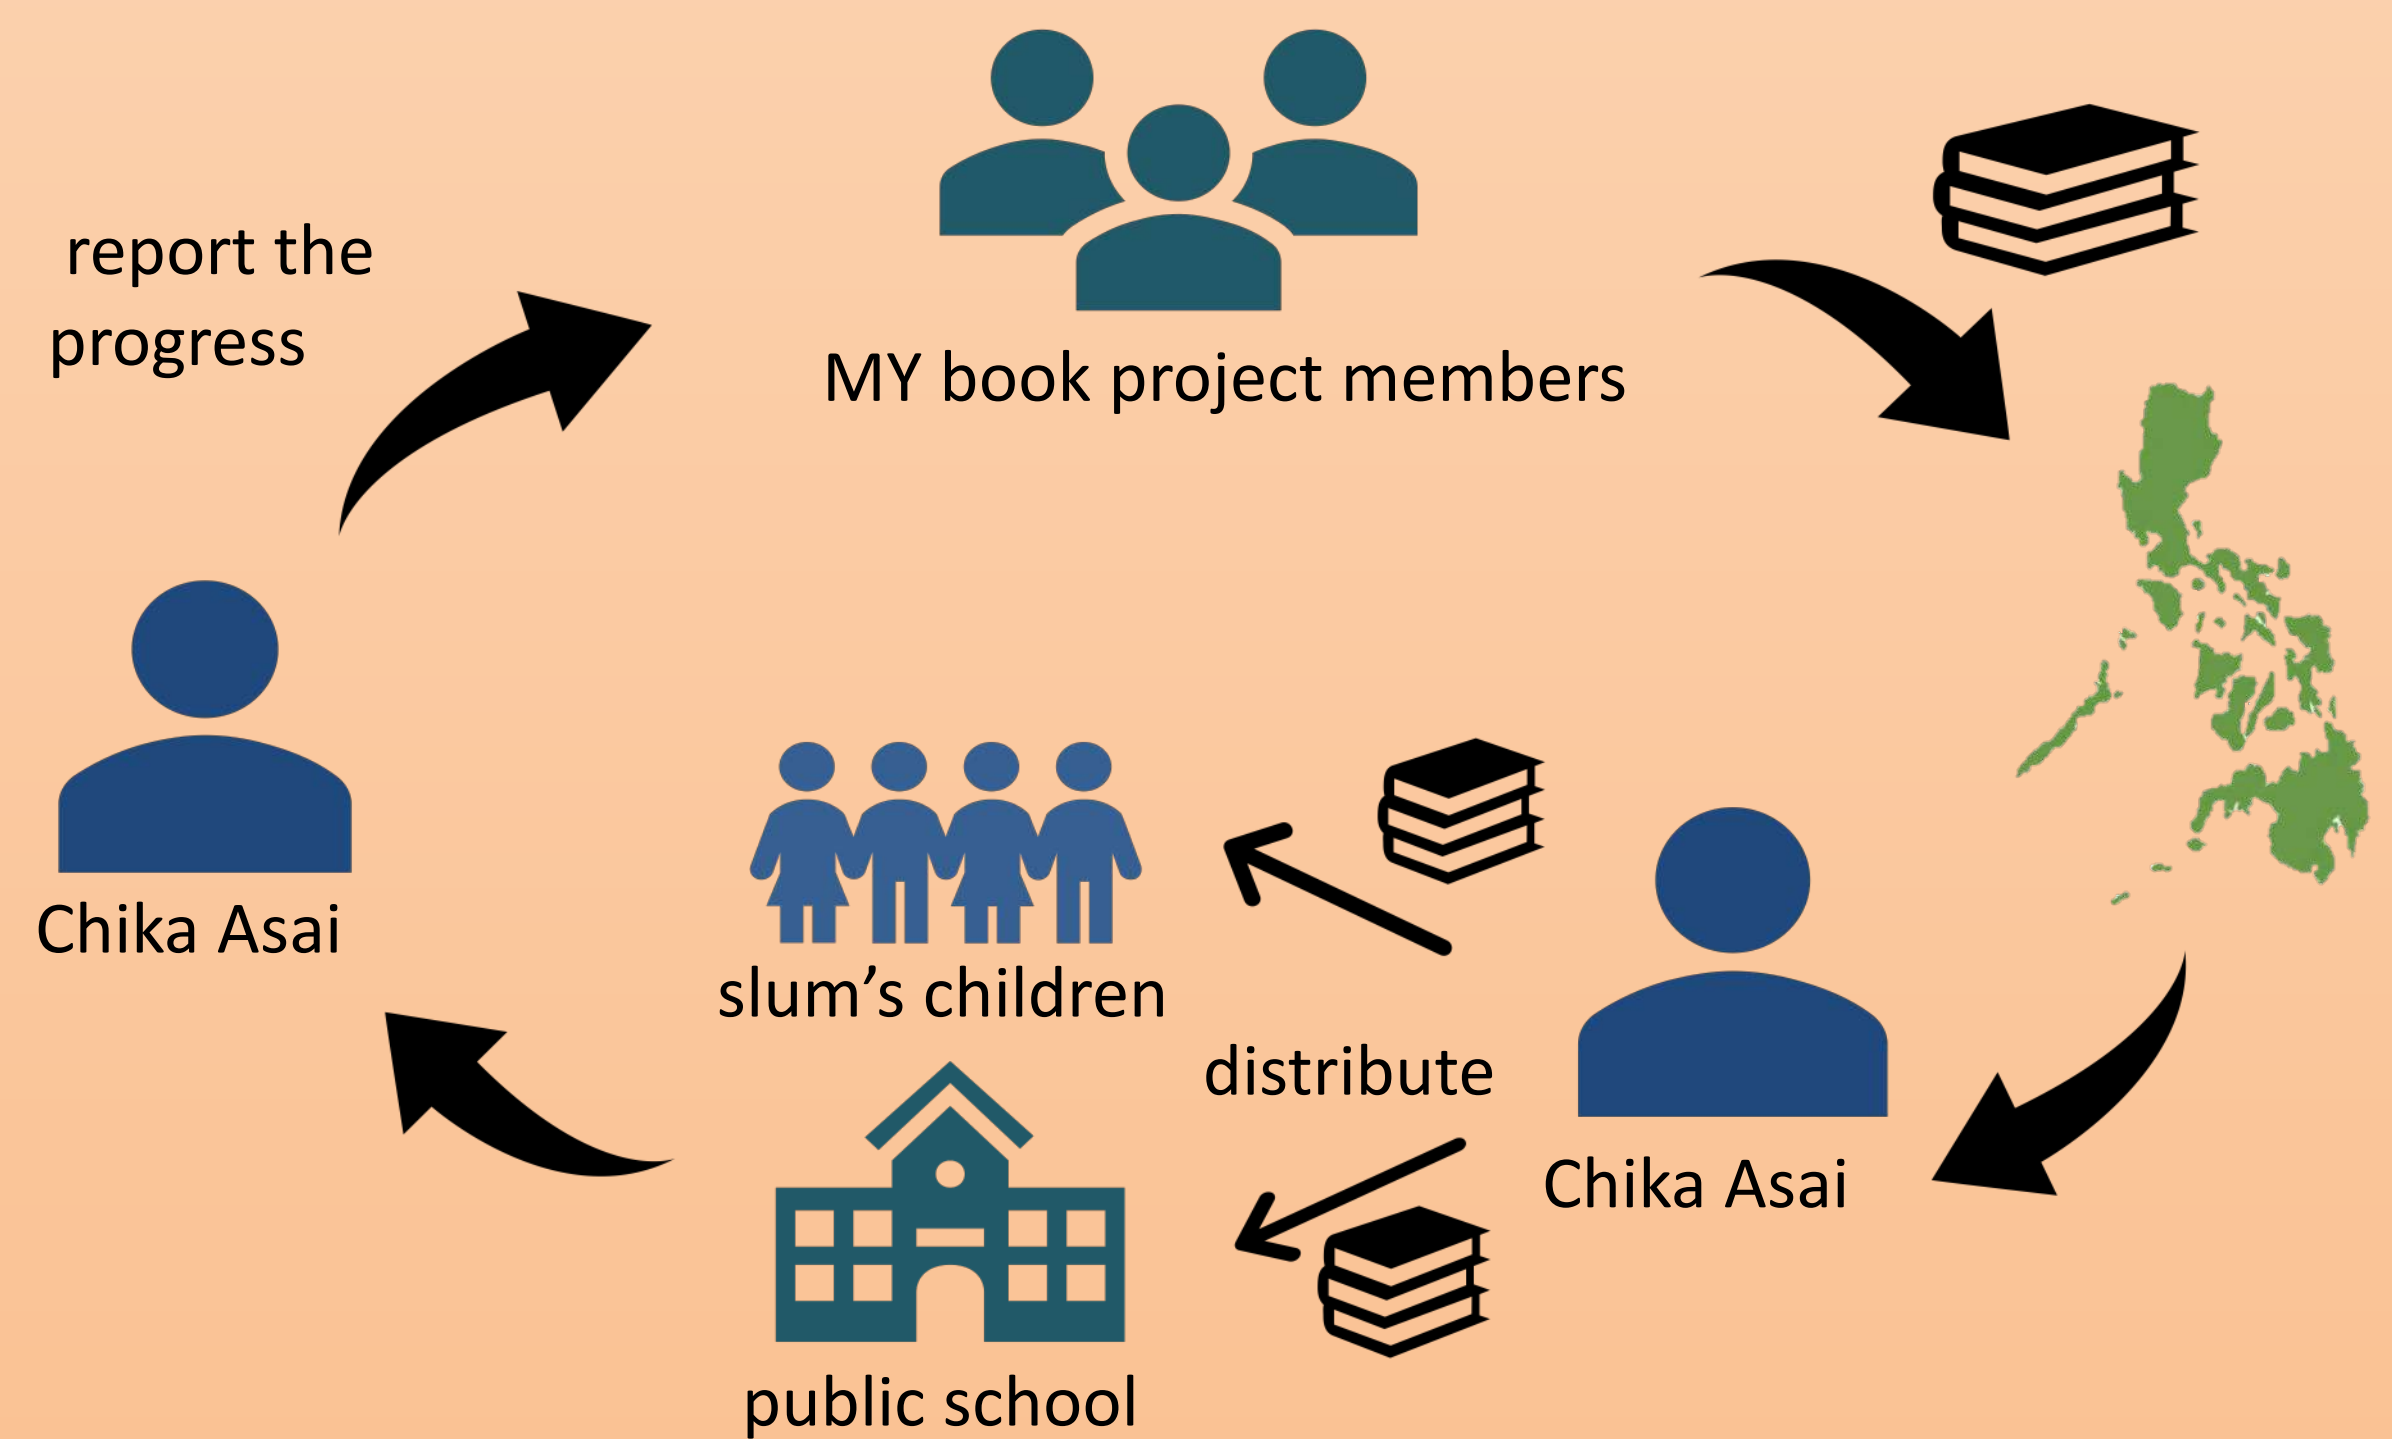 report the
progress
MY book project members
Chika Asai
slum’s children
distribute
Chika Asai
public school